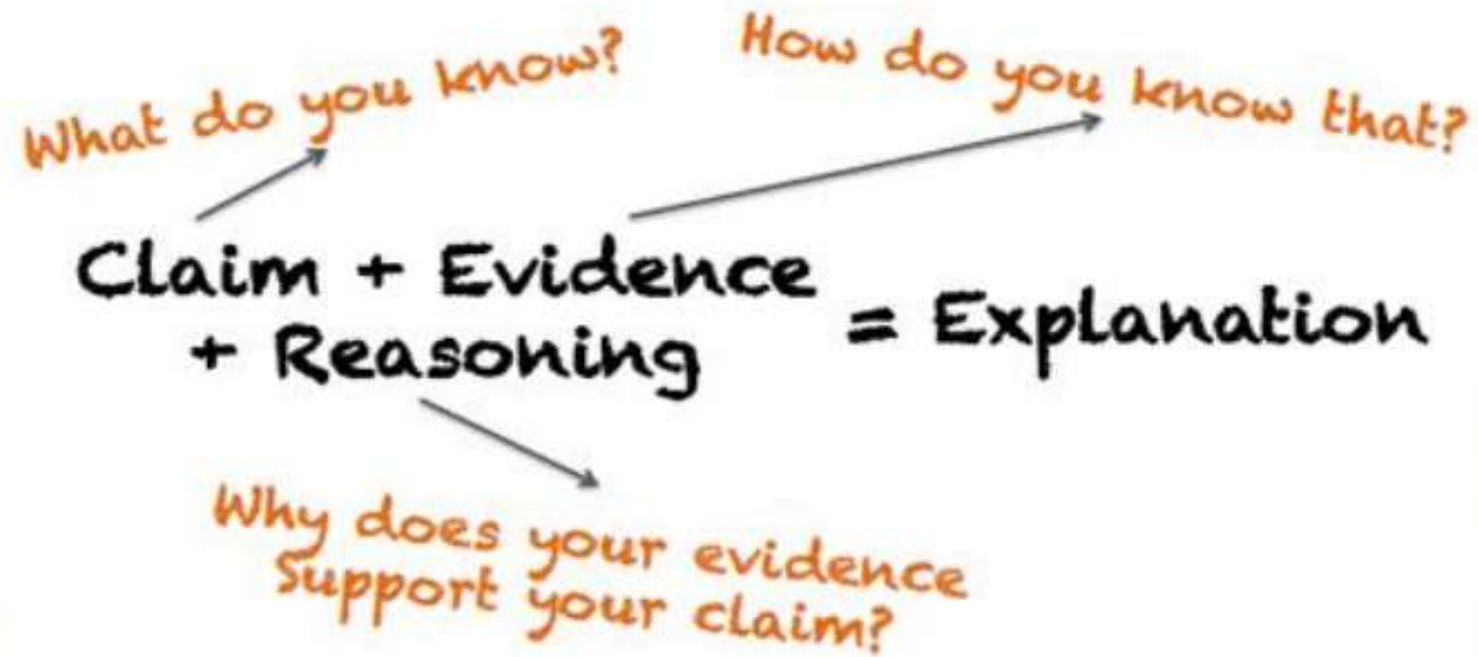 What do you know?
How do you know that?
Claim + Evidence
+ Reasoning
= Explanation
Why does your evidence
Support your claim?